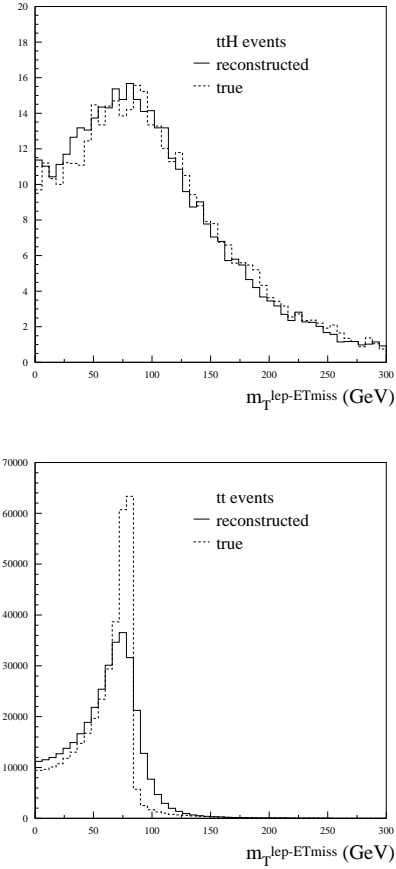 ttH events
reconstructed
true
20
18
16
14
12
10
8
6
4
2
0
0 50 100 150 200 250 300
m_T^lep-ETmiss (GeV)
tt events
reconstructed
true
70000
60000
50000
40000
30000
20000
10000
0
0 50 100 150 200 250 300
m_T^lep-ETmiss (GeV)